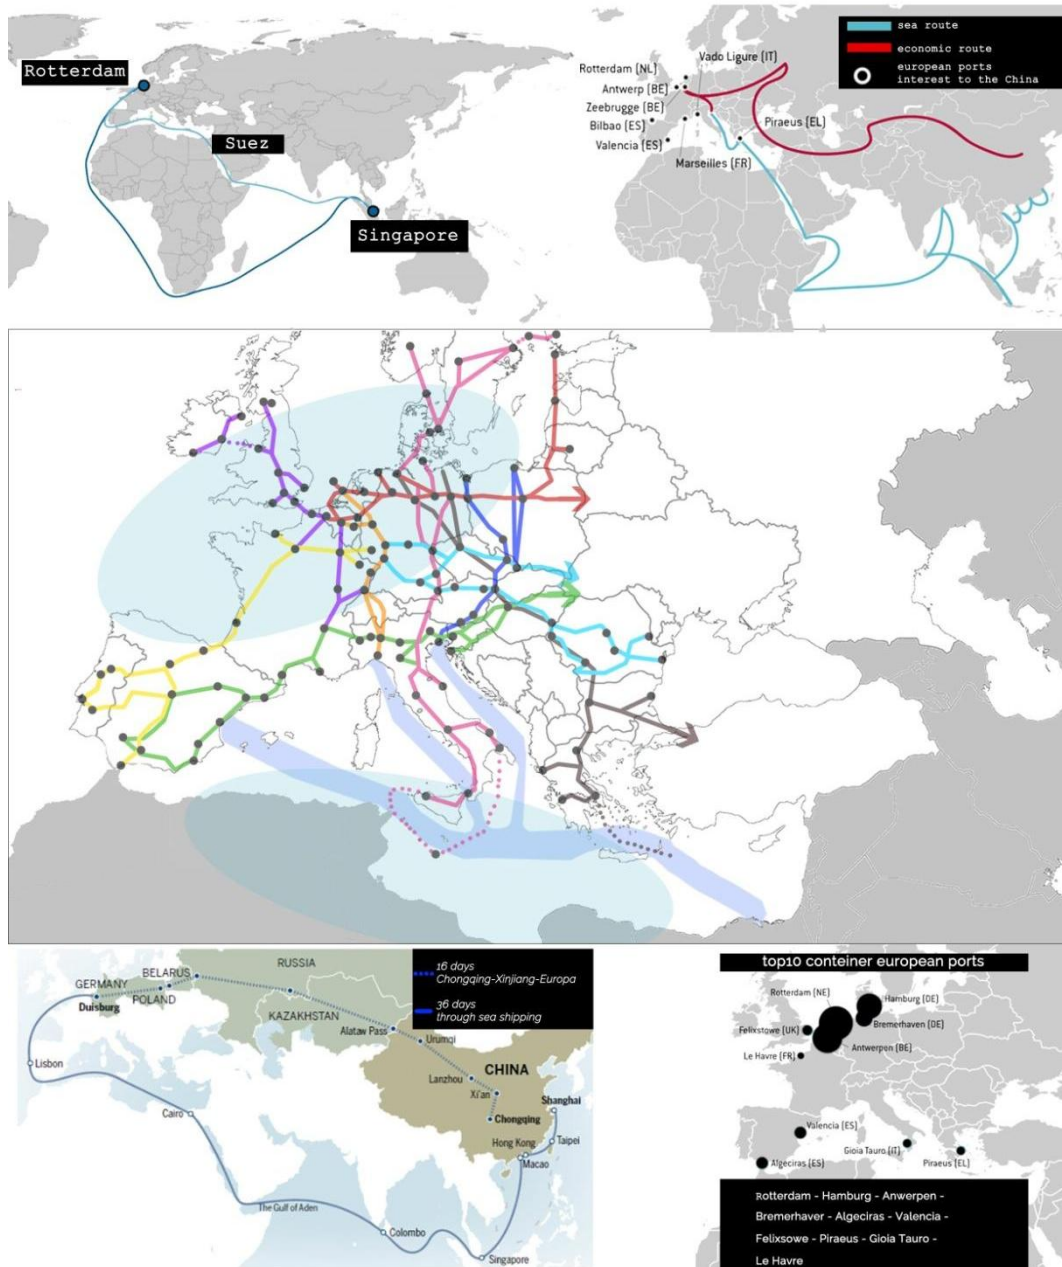 Rotterdam
Suez
Singapore
sea route
economic route
european ports
interest to the China
Vado Ligure (IT)
Rotterdam (NL)
Antwerp (BE)
Zeebrugge (BE)
Bilbao (ES)
Valencia (ES)
Marseilles (FR)
Piraeus (EL)
16 days
Chongqing-Xinjiang-Europa
36 days
through sea shipping
RUSSIA
BELARUS
GERMANY
POLAND
Duisburg
KAZAKHSTAN
Alataw Pass
Urumqi
Lisbon
CHINA
Lanzhou
Xi'an
Shanghai
Cairo
Chongqing
Hong Kong
Taipei
Macao
The Gulf of Aden
Colombo
Singapore
top10 conteiner european ports
Rotterdam (NE)
Hamburg (DE)
Bremerhaven (DE)
Felixstowe (UK)
Antwerpen (BE)
Le Havre (FR)
Valencia (ES)
Gioia Tauro (IT)
Algeciras (ES)
Piraeus (EL)
Rotterdam - Hamburg - Anwerpen -
Bremerhaver - Algeciras - Valencia -
Felixsowe - Piraeus - Gioia Tauro -
Le Havre